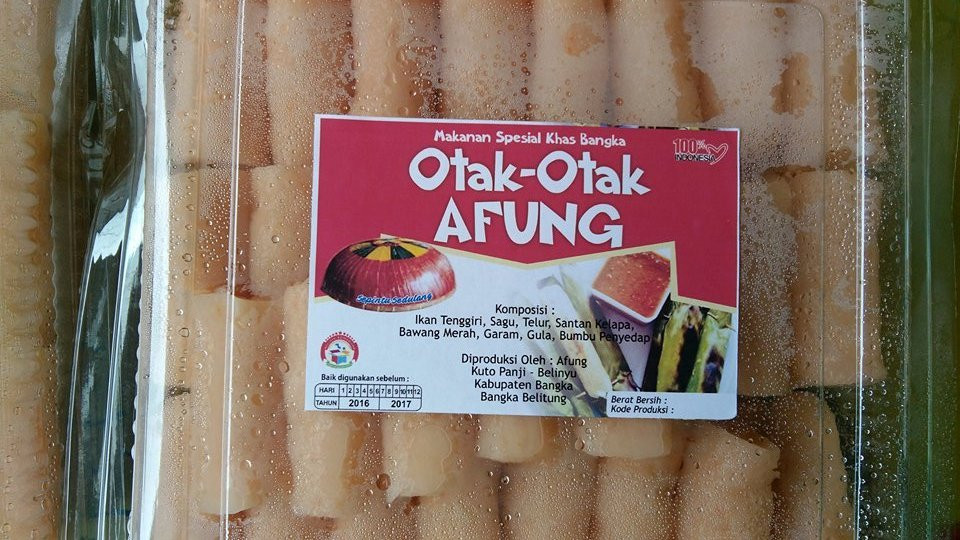 Makanan Spesial Khas Bangka
100%
INDONESIA
Otak-Otak
AFUNG
Sepintu Sedulang
Komposisi :
Ikan Tenggiri, Sagu, Telur, Santan Kelapa,
Bawang Merah, Garam, Gula, Bumbu Penyedap
Diproduksi Oleh : Afung
Kuto Panji - Belinyu
Kabupaten Bangka
Bangka Belitung
Baik digunakan sebelum :
HARI 1 2 3 4 5 6 7 8 9 10 11 12
TAHUN 2016 2017
Berat Bersih :
Kode Produksi :